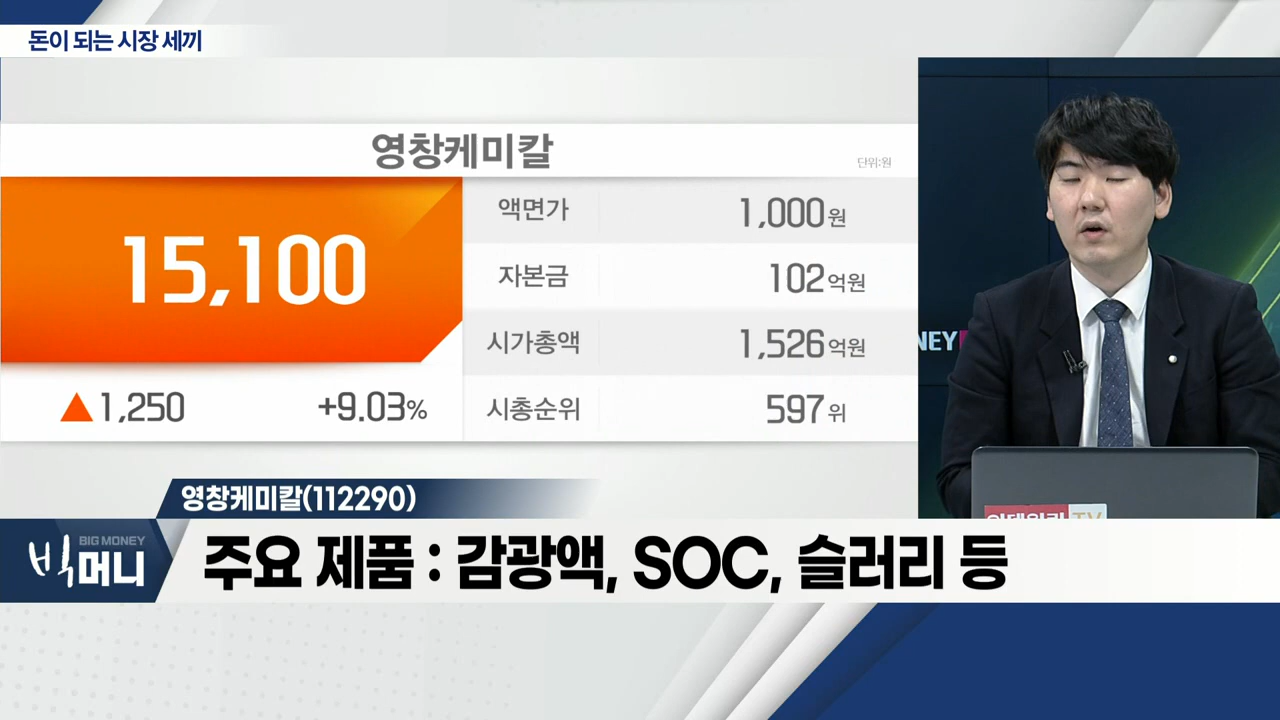 돈이 되는 시장 세끼
영창케미칼
단위:원
15,100
▲1,250 +9.03%
액면가 1,000원
자본금 102억원
시가총액 1,526억원
시총순위 597위
NEY
TV
영창케미칼(112290)
BIG MONEY
빅머니
주요 제품 : 감광액, SOC, 슬러리 등